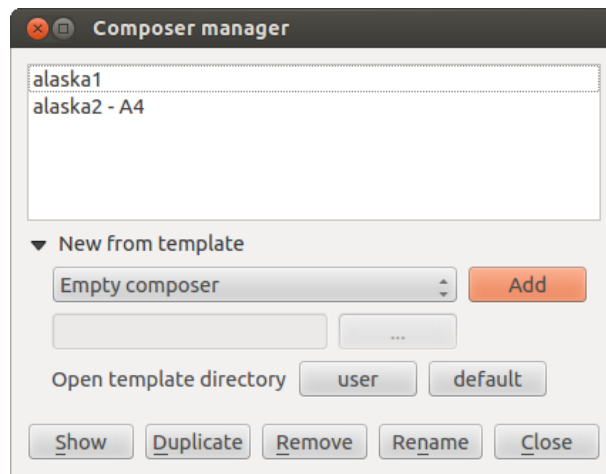 Composer manager
alaska1
alaska2 - A4
New from template
Empty composer Add
...
Open template directory user default
Show Duplicate Remove Rename Close